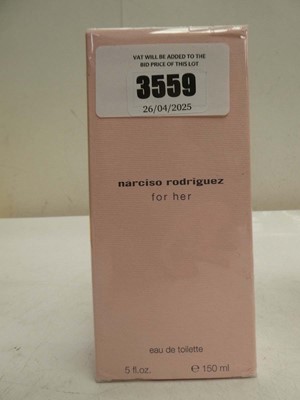 VAT WILL BE ADDED TO THE
BID PRICE OF THIS LOT
3559
26/04/2025
narciso rodriguez
for her
eau de toilette
5 fl.oz. ℮ 150 ml